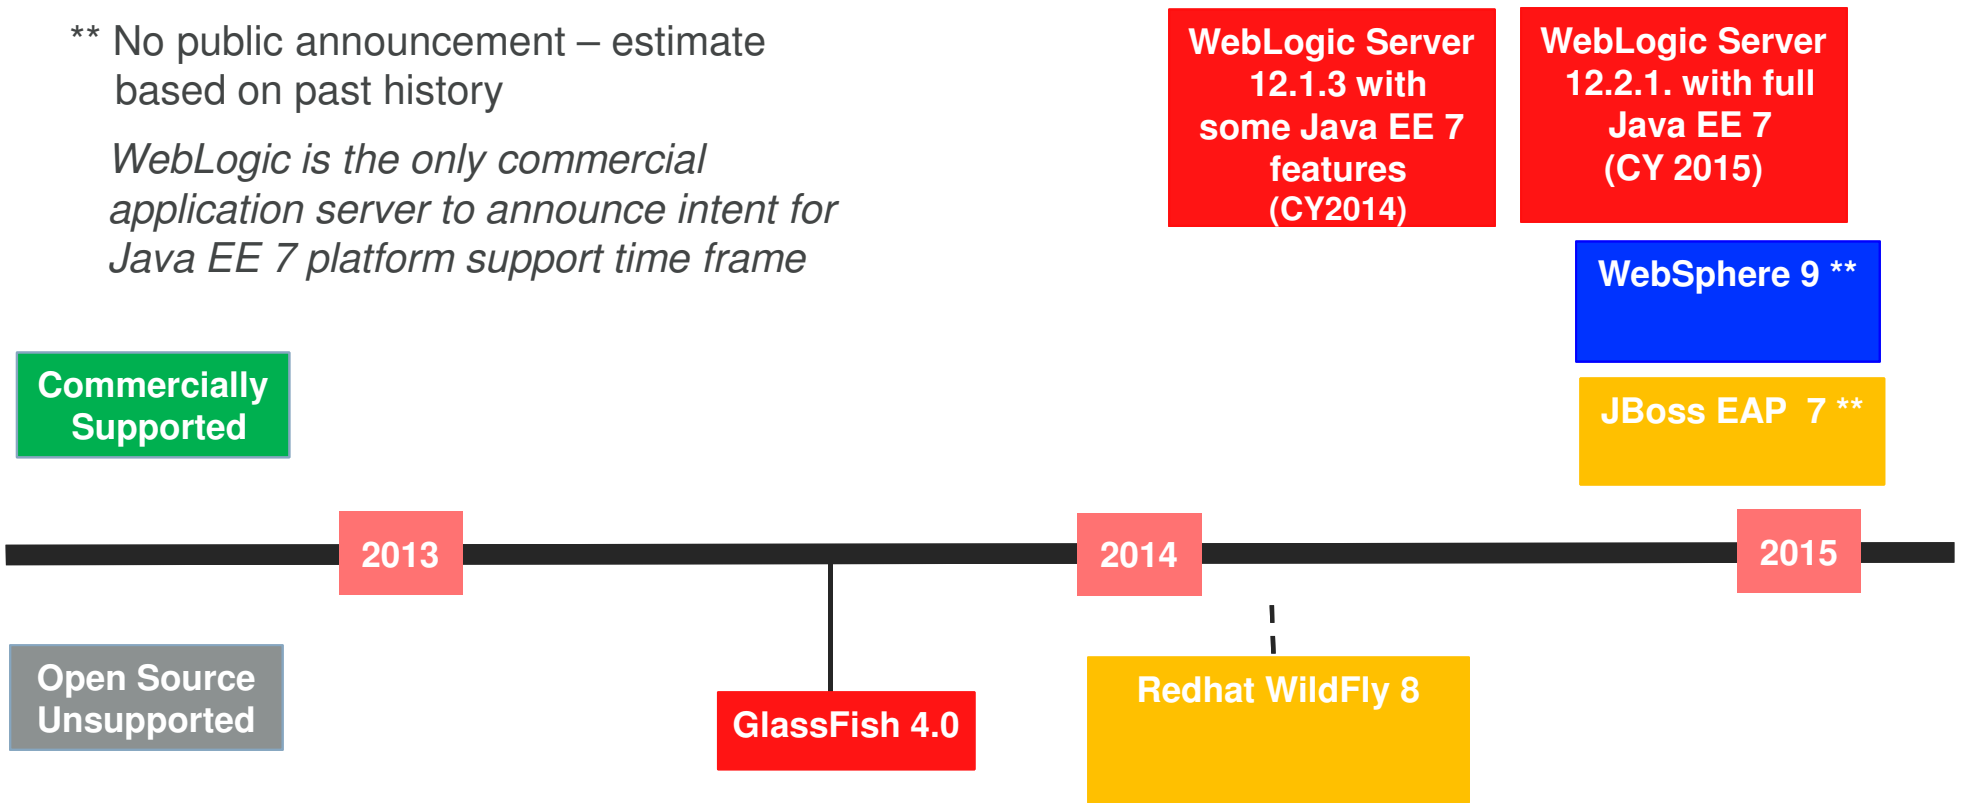 ** No public announcement – estimate
based on past history
WebLogic is the only commercial
application server to announce intent for
Java EE 7 platform support time frame
WebLogic Server
12.1.3 with
some Java EE 7
features
(CY2014)
WebLogic Server
12.2.1. with full
Java EE 7
(CY 2015)
WebSphere 9 **
JBoss EAP  7 **
Commercially
Supported
2013
2014
2015
Open Source
Unsupported
GlassFish 4.0
Redhat WildFly 8